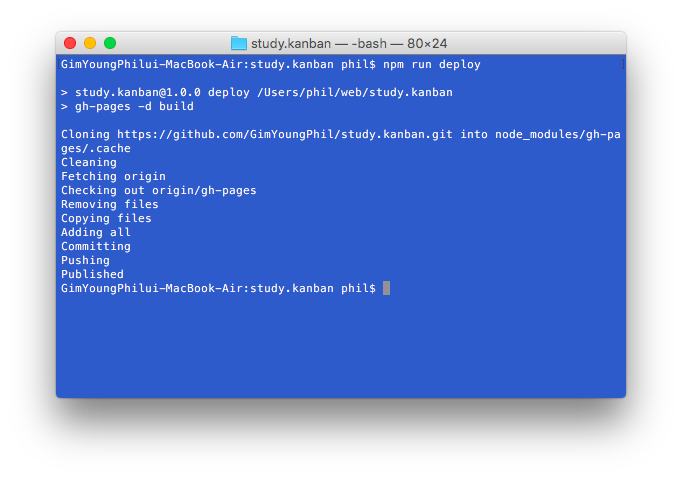 study.kanban — -bash — 80×24
GimYoungPhilui-MacBook-Air:study.kanban phil$ npm run deploy
> study.kanban@1.0.0 deploy /Users/phil/web/study.kanban
> gh-pages -d build
Cloning https://github.com/GimYoungPhil/study.kanban.git into node_modules/gh-pa
ges/.cache
Cleaning
Fetching origin
Checking out origin/gh-pages
Removing files
Copying files
Adding all
Committing
Pushing
Published
GimYoungPhilui-MacBook-Air:study.kanban phil$